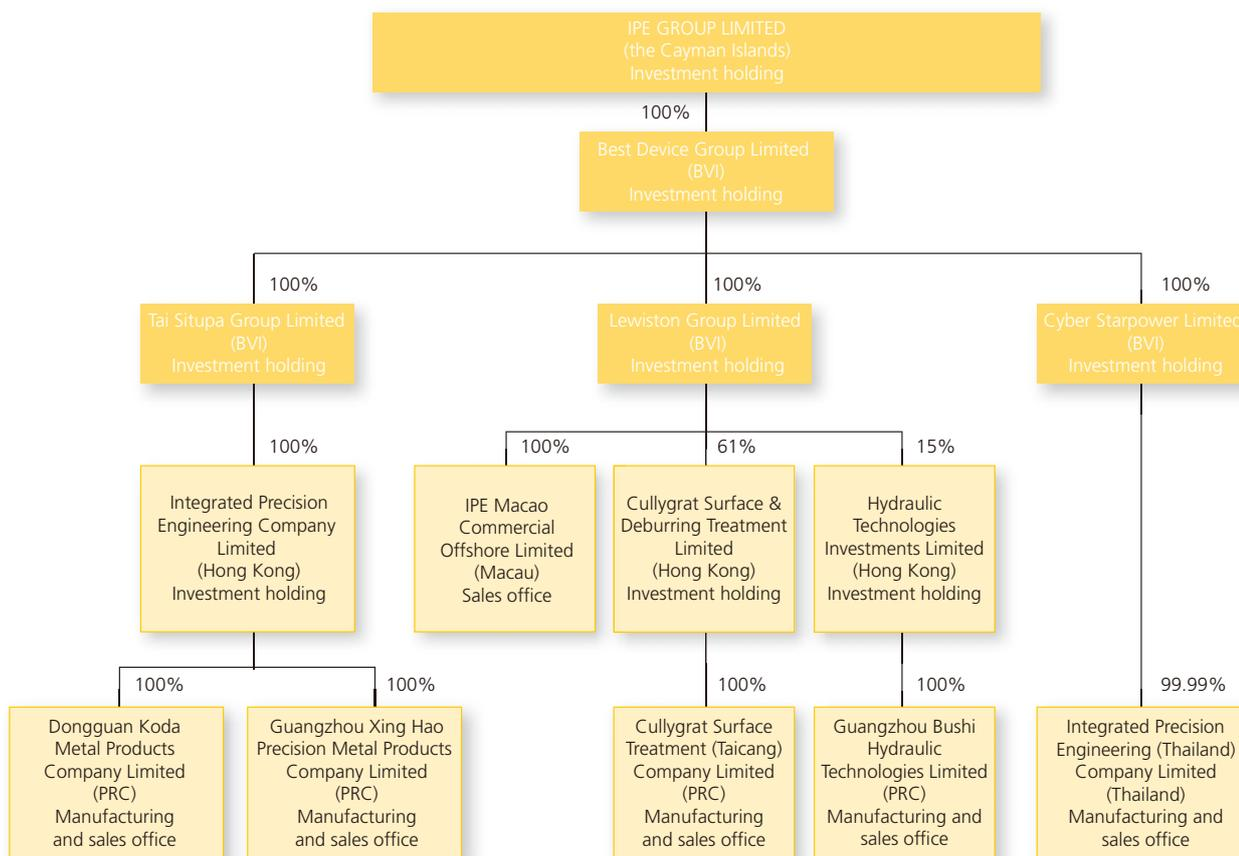 IPE GROUP LIMITED
(the Cayman Islands)
Investment holding
100%
Best Device Group Limited
(BVI)
Investment holding
100%
100%
100%
Tai Situpa Group Limited
(BVI)
Investment holding
Lewiston Group Limited
(BVI)
Investment holding
Cyber Starpower Limited
(BVI)
Investment holding
100%
100%
61%
15%
Integrated Precision
Engineering Company
Limited
(Hong Kong)
Investment holding
IPE Macao
Commercial
Offshore Limited
(Macau)
Sales office
Cullygrat Surface &
Deburring Treatment
Limited
(Hong Kong)
Investment holding
Hydraulic
Technologies
Investments Limited
(Hong Kong)
Investment holding
100%
100%
100%
100%
99.99%
Dongguan Koda
Metal Products
Company Limited
(PRC)
Manufacturing
and sales office
Guangzhou Xing Hao
Precision Metal Products
Company Limited
(PRC)
Manufacturing
and sales office
Cullygrat Surface
Treatment (Taicang)
Company Limited
(PRC)
Manufacturing
and sales office
Guangzhou Bushi
Hydraulic
Technologies Limited
(PRC)
Manufacturing and
sales office
Integrated Precision
Engineering (Thailand)
Company Limited
(Thailand)
Manufacturing and
sales office